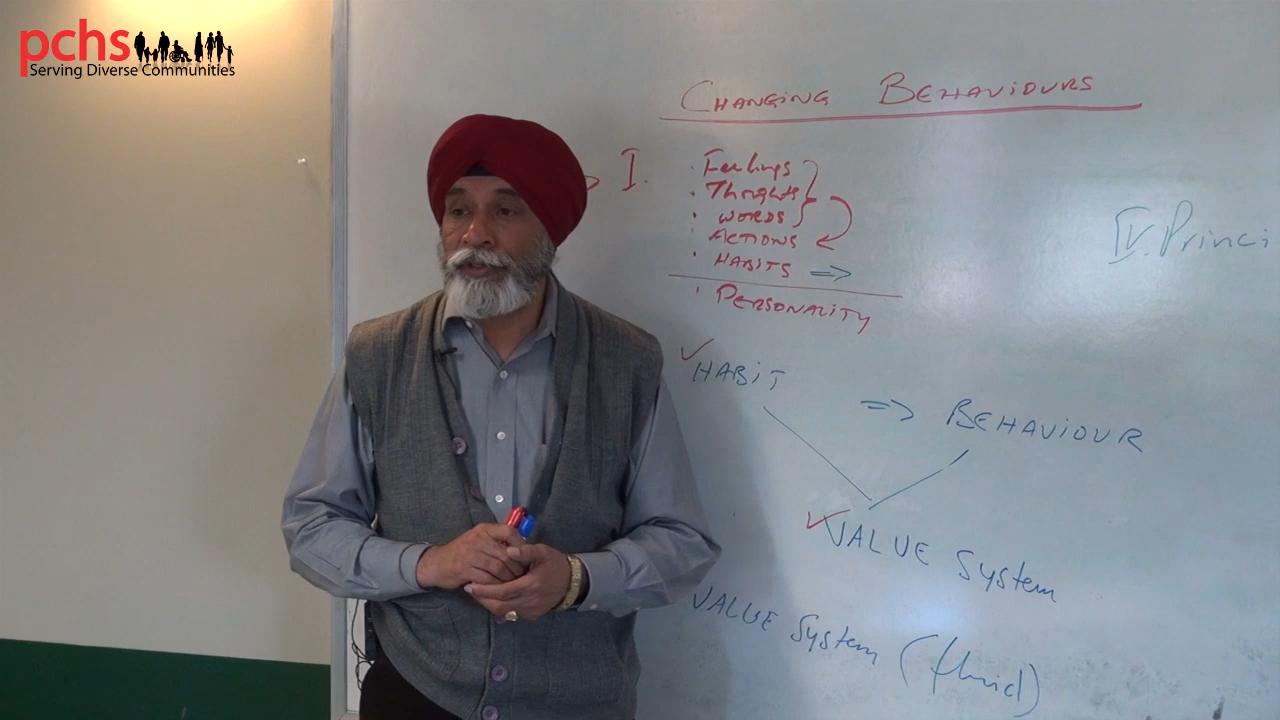 pchs
Serving Diverse Communities
CHANGING BEHAVIOURS
I.
· Feelings
· Thoughts
· WORDS
· ACTIONS
· HABITS =>
· PERSONALITY
IV. Princi
✓ HABIT
=> BEHAVIOUR
✓ VALUE System
VALUE System (fluid)